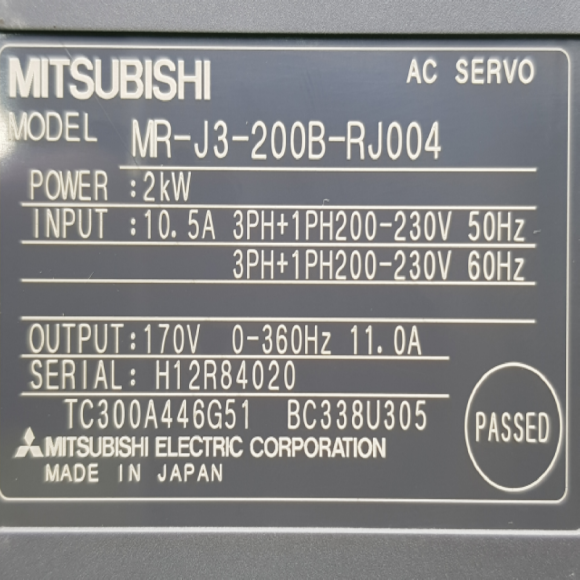 MITSUBISHI AC SERVO
MODEL MR-J3-200B-RJ004
POWER :2kW
INPUT :10.5A 3PH+1PH200-230V 50Hz
3PH+1PH200-230V 60Hz
OUTPUT:170V 0-360Hz 11.0A
SERIAL: H12R84020
TC300A446G51 BC338U305
PASSED
MITSUBISHI ELECTRIC CORPORATION
MADE IN JAPAN